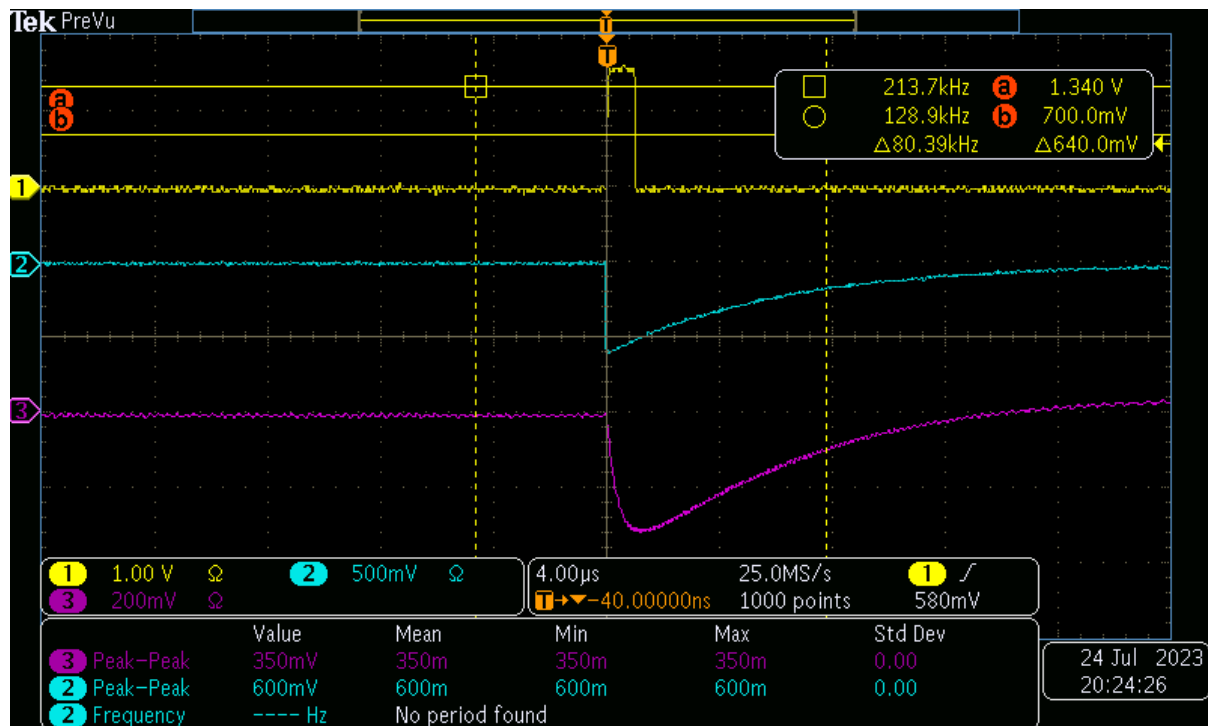 Tek PreVu
T
T
213.7kHz a 1.340 V
128.9kHz b 700.0mV
Δ80.39kHz Δ640.0mV
a
b
1
2
3
1 1.00 V Ω 2 500mV Ω
3 200mV Ω
4.00µs 25.0MS/s 1
T→▼−40.00000ns 1000 points 580mV
Value Mean Min Max Std Dev
3 Peak−Peak 350mV 350m 350m 350m 0.00
2 Peak−Peak 600mV 600m 600m 600m 0.00
2 Frequency −−−− Hz No period found
24 Jul 2023
20:24:26